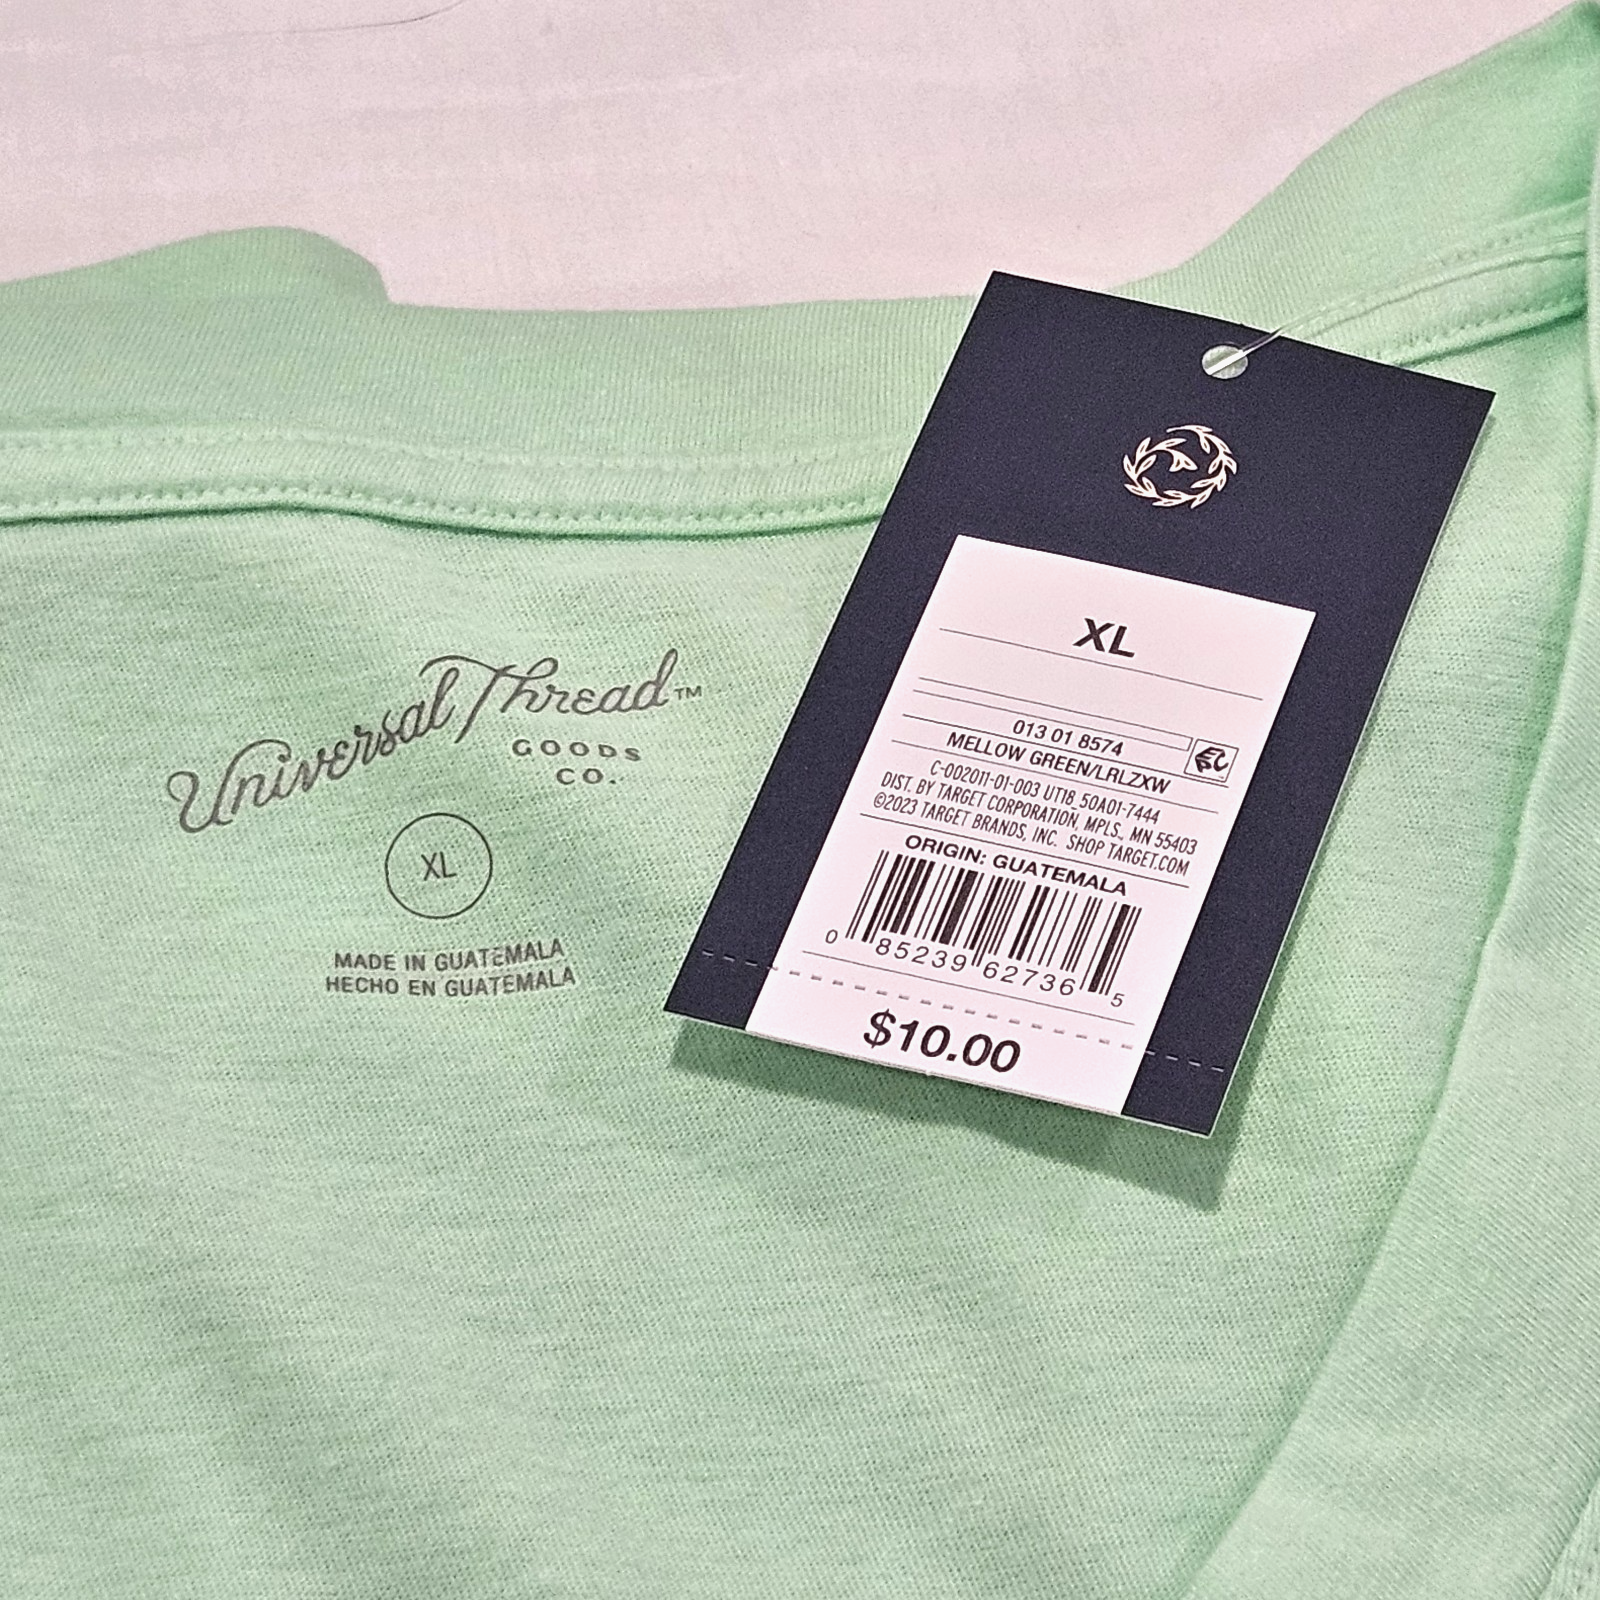 Universal Thread™
GOODS
CO.
XL
MADE IN GUATEMALA
HECHO EN GUATEMALA
XL
013 01 8574
MELLOW GREEN/LRLZXW
C-002011-01-003 UT18_50A01-7444
DIST. BY TARGET CORPORATION, MPLS., MN 55403
©2023 TARGET BRANDS, INC. SHOP TARGET.COM
ORIGIN: GUATEMALA
0 85239 62736 5
$10.00